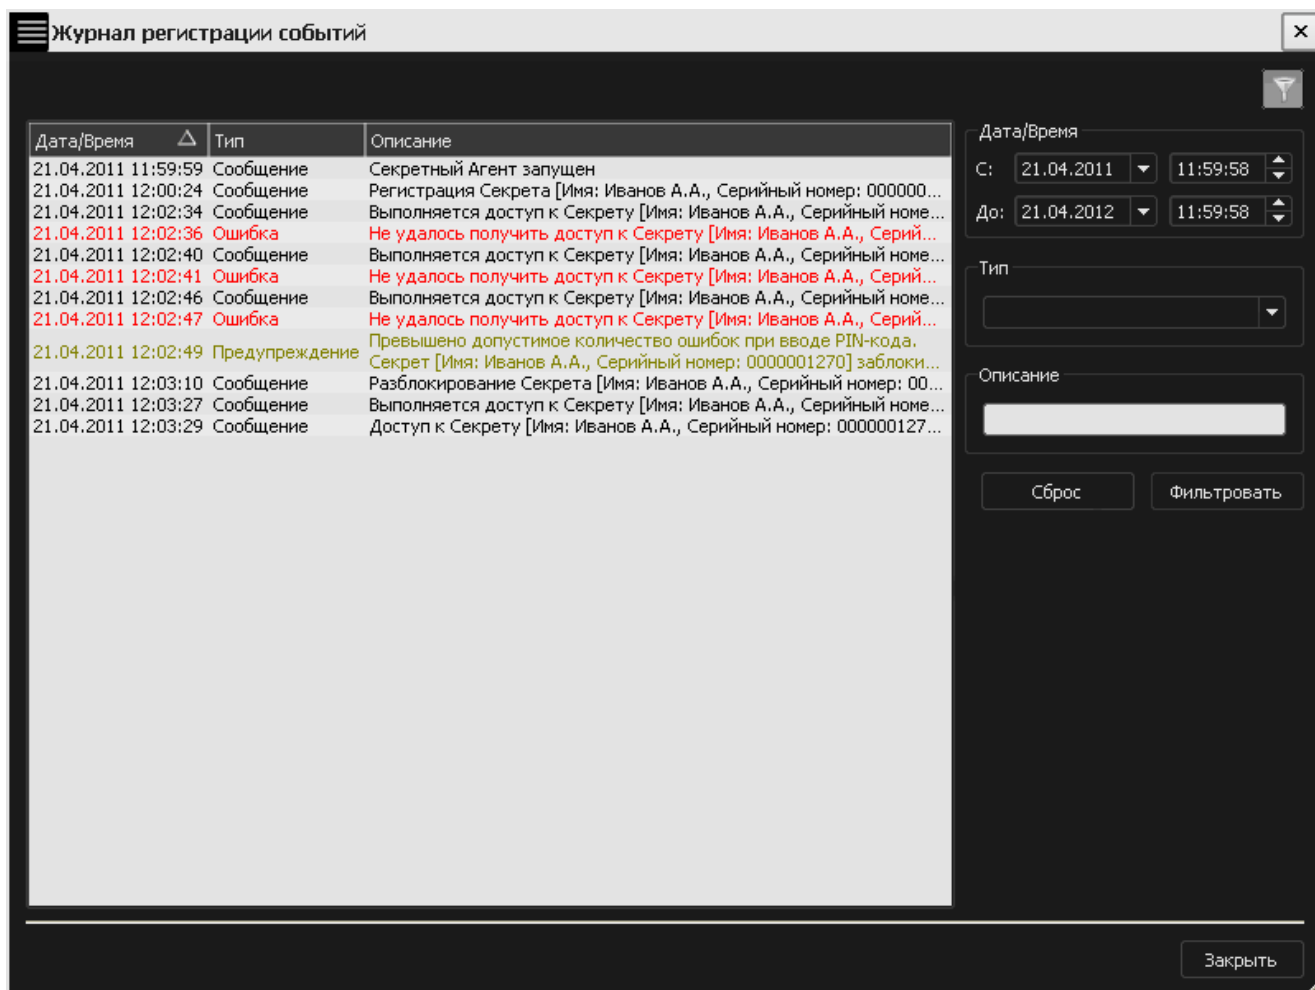 Журнал регистрации событий
Дата/Время Тип Описание
21.04.2011 11:59:59 Сообщение Секретный Агент запущен
21.04.2011 12:00:24 Сообщение Регистрация Секрета [Имя: Иванов А.А., Серийный номер: 000000...
21.04.2011 12:02:34 Сообщение Выполняется доступ к Секрету [Имя: Иванов А.А., Серийный номе...
21.04.2011 12:02:36 Ошибка Не удалось получить доступ к Секрету [Имя: Иванов А.А., Серий...
21.04.2011 12:02:40 Сообщение Выполняется доступ к Секрету [Имя: Иванов А.А., Серийный номе...
21.04.2011 12:02:41 Ошибка Не удалось получить доступ к Секрету [Имя: Иванов А.А., Серий...
21.04.2011 12:02:46 Сообщение Выполняется доступ к Секрету [Имя: Иванов А.А., Серийный номе...
21.04.2011 12:02:47 Ошибка Не удалось получить доступ к Секрету [Имя: Иванов А.А., Серий...
21.04.2011 12:02:49 Предупреждение Превышено допустимое количество ошибок при вводе PIN-кода.
Секрет [Имя: Иванов А.А., Серийный номер: 0000001270] заблоки...
21.04.2011 12:03:10 Сообщение Разблокирование Секрета [Имя: Иванов А.А., Серийный номер: 00...
21.04.2011 12:03:27 Сообщение Выполняется доступ к Секрету [Имя: Иванов А.А., Серийный номе...
21.04.2011 12:03:29 Сообщение Доступ к Секрету [Имя: Иванов А.А., Серийный номер: 000000127...
Дата/Время
С: 21.04.2011 11:59:58
До: 21.04.2012 11:59:58
Тип
Описание
Сброс Фильтровать
Закрыть